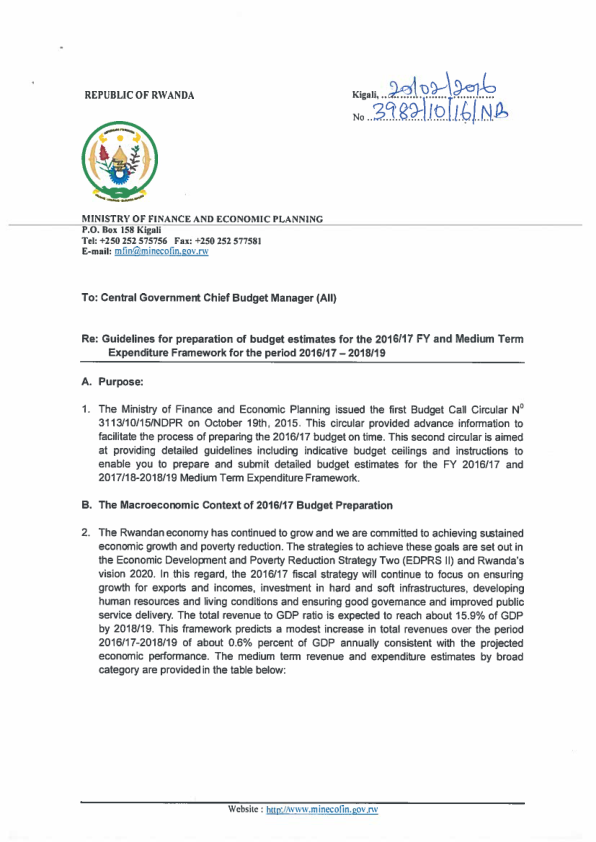 REPUBLIC OF RWANDA
Kigali, ..20/02/2016
No ..3982/10/16/NB
MINISTRY OF FINANCE AND ECONOMIC PLANNING
P.O. Box 158 Kigali
Tel: +250 252 575756 Fax: +250 252 577581
E-mail: mfin@minecofin.gov.rw
To: Central Government Chief Budget Manager (All)
Re: Guidelines for preparation of budget estimates for the 2016/17 FY and Medium Term
Expenditure Framework for the period 2016/17 – 2018/19
A. Purpose:
1. The Ministry of Finance and Economic Planning issued the first Budget Call Circular N⁰
3113/10/15/NDPR on October 19th, 2015. This circular provided advance information to
facilitate the process of preparing the 2016/17 budget on time. This second circular is aimed
at providing detailed guidelines including indicative budget ceilings and instructions to
enable you to prepare and submit detailed budget estimates for the FY 2016/17 and
2017/18-2018/19 Medium Term Expenditure Framework.
B. The Macroeconomic Context of 2016/17 Budget Preparation
2. The Rwandan economy has continued to grow and we are committed to achieving sustained
economic growth and poverty reduction. The strategies to achieve these goals are set out in
the Economic Development and Poverty Reduction Strategy Two (EDPRS II) and Rwanda's
vision 2020. In this regard, the 2016/17 fiscal strategy will continue to focus on ensuring
growth for exports and incomes, investment in hard and soft infrastructures, developing
human resources and living conditions and ensuring good governance and improved public
service delivery. The total revenue to GDP ratio is expected to reach about 15.9% of GDP
by 2018/19. This framework predicts a modest increase in total revenues over the period
2016/17-2018/19 of about 0.6% percent of GDP annually consistent with the projected
economic performance. The medium term revenue and expenditure estimates by broad
category are provided in the table below:
Website : http://www.minecofin.gov.rw